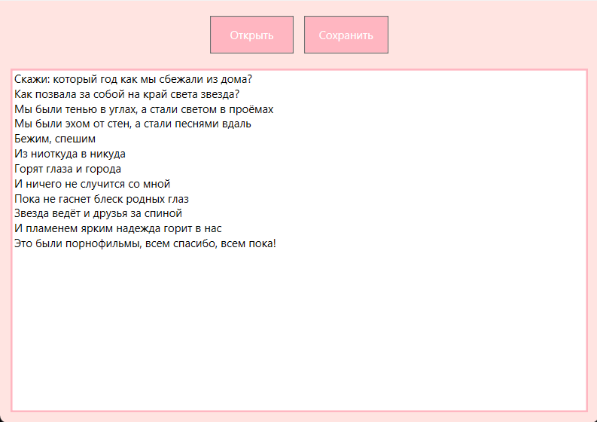 Открыть Сохранить
Скажи: который год как мы сбежали из дома?
Как позвала за собой на край света звезда?
Мы были тенью в углах, а стали светом в проёмах
Мы были эхом от стен, а стали песнями вдаль
Бежим, спешим
Из ниоткуда в никуда
Горят глаза и города
И ничего не случится со мной
Пока не гаснет блеск родных глаз
Звезда ведёт и друзья за спиной
И пламенем ярким надежда горит в нас
Это были порнофильмы, всем спасибо, всем пока!